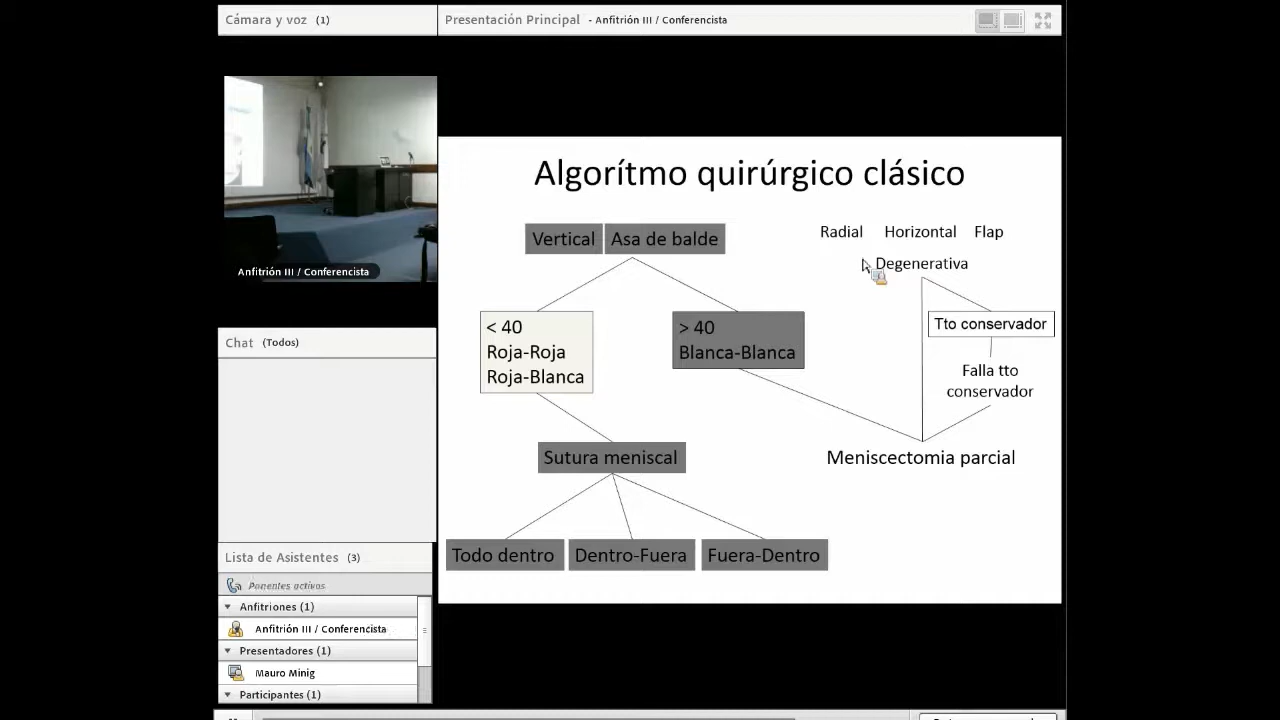 Cámara y voz (1)
Presentación Principal - Anfitrión III / Conferencista
Anfitrión III / Conferencista
Chat (Todos)
Lista de Asistentes (3)
Ponentes activos
Anfitriones (1)
Anfitrión III / Conferencista
Presentadores (1)
Mauro Minig
Participantes (1)
Algorítmo quirúrgico clásico
Vertical Asa de balde
Radial Horizontal Flap
Degenerativa
< 40
Roja-Roja
Roja-Blanca
> 40
Blanca-Blanca
Tto conservador
Falla tto
conservador
Sutura meniscal
Meniscectomia parcial
Todo dentro Dentro-Fuera Fuera-Dentro